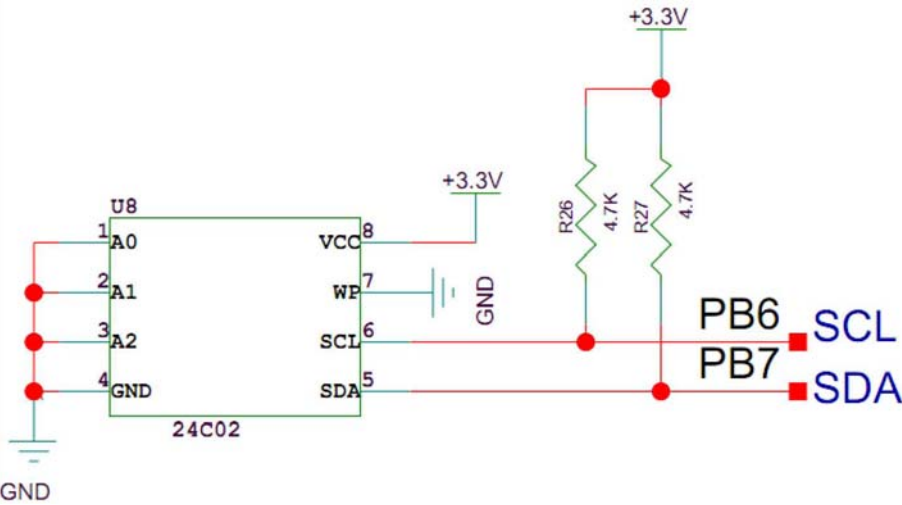 +3.3V
+3.3V
U8
1 A0 VCC 8
2 A1 WP 7
3 A2 SCL 6
4 GND SDA 5
24C02
GND
GND
R26 4.7K
R27 4.7K
PB6 SCL
PB7 SDA